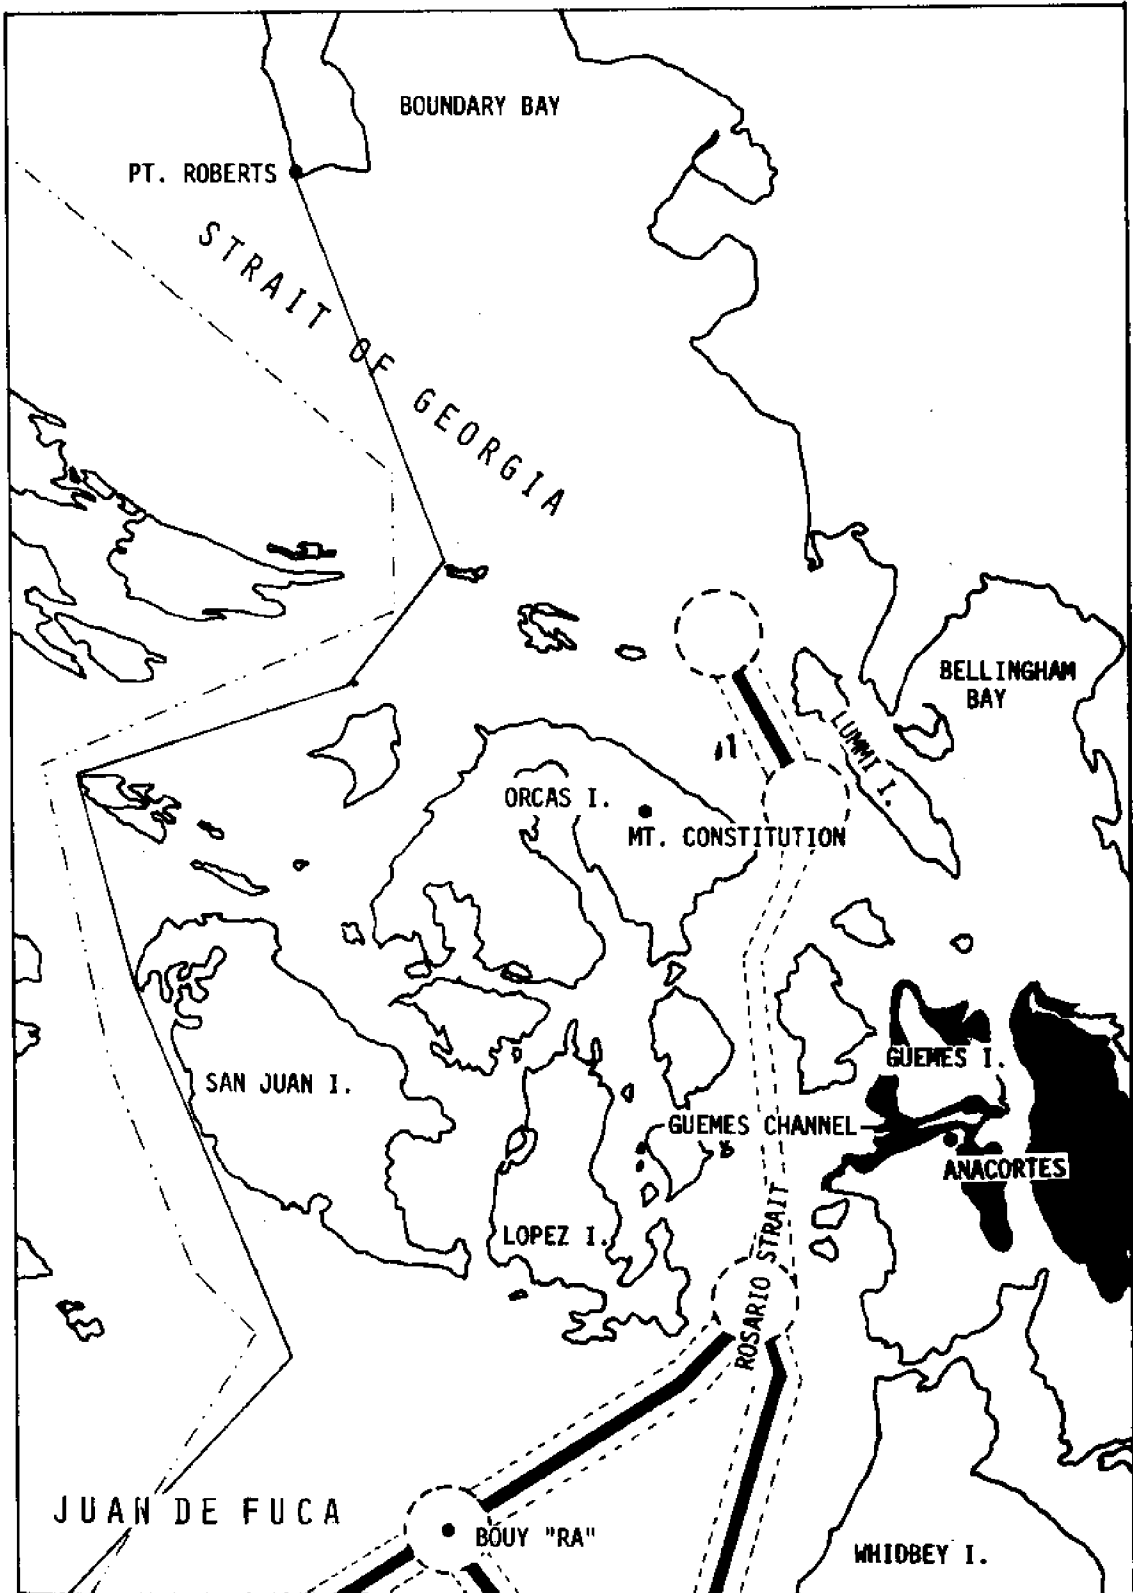 BOUNDARY BAY
PT. ROBERTS
STRAIT OF GEORGIA
BELLINGHAM
BAY
LUMMI I.
ORCAS I.
MT. CONSTITUTION
GUEMES I.
SAN JUAN I.
GUEMES CHANNEL
ANACORTES
LOPEZ I.
ROSARIO STRAIT
JUAN DE FUCA
BOUY "RA"
WHIDBEY I.